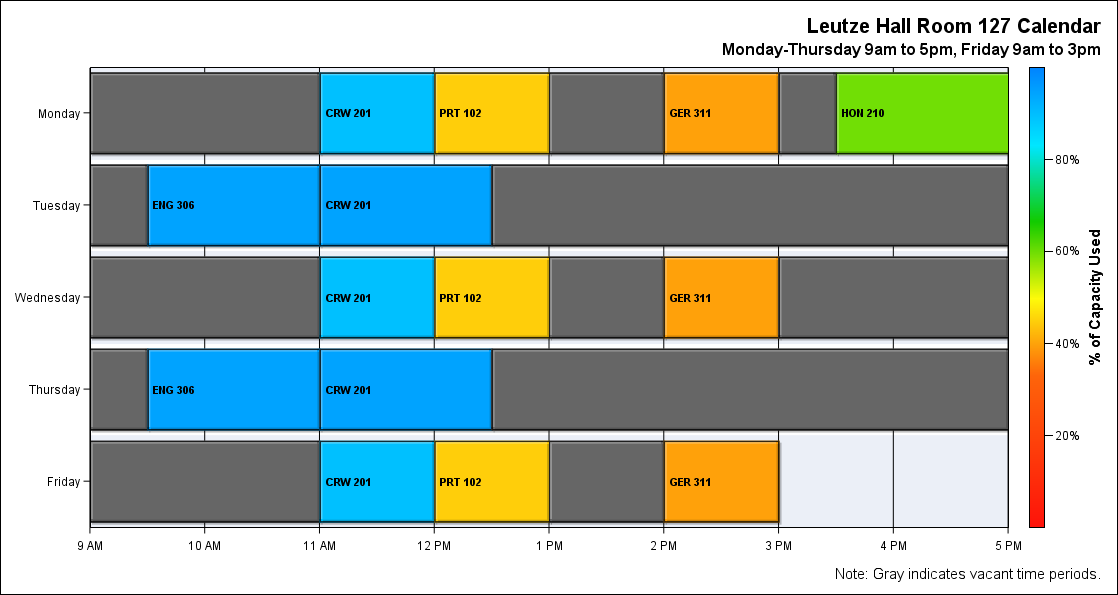 Leutze Hall Room 127 Calendar
Monday-Thursday 9am to 5pm, Friday 9am to 3pm
Monday
CRW 201
PRT 102
GER 311
HON 210
Tuesday
ENG 306
CRW 201
Wednesday
CRW 201
PRT 102
GER 311
Thursday
ENG 306
CRW 201
Friday
CRW 201
PRT 102
GER 311
9 AM
10 AM
11 AM
12 PM
1 PM
2 PM
3 PM
4 PM
5 PM
80%
60%
40%
20%
% of Capacity Used
Note: Gray indicates vacant time periods.